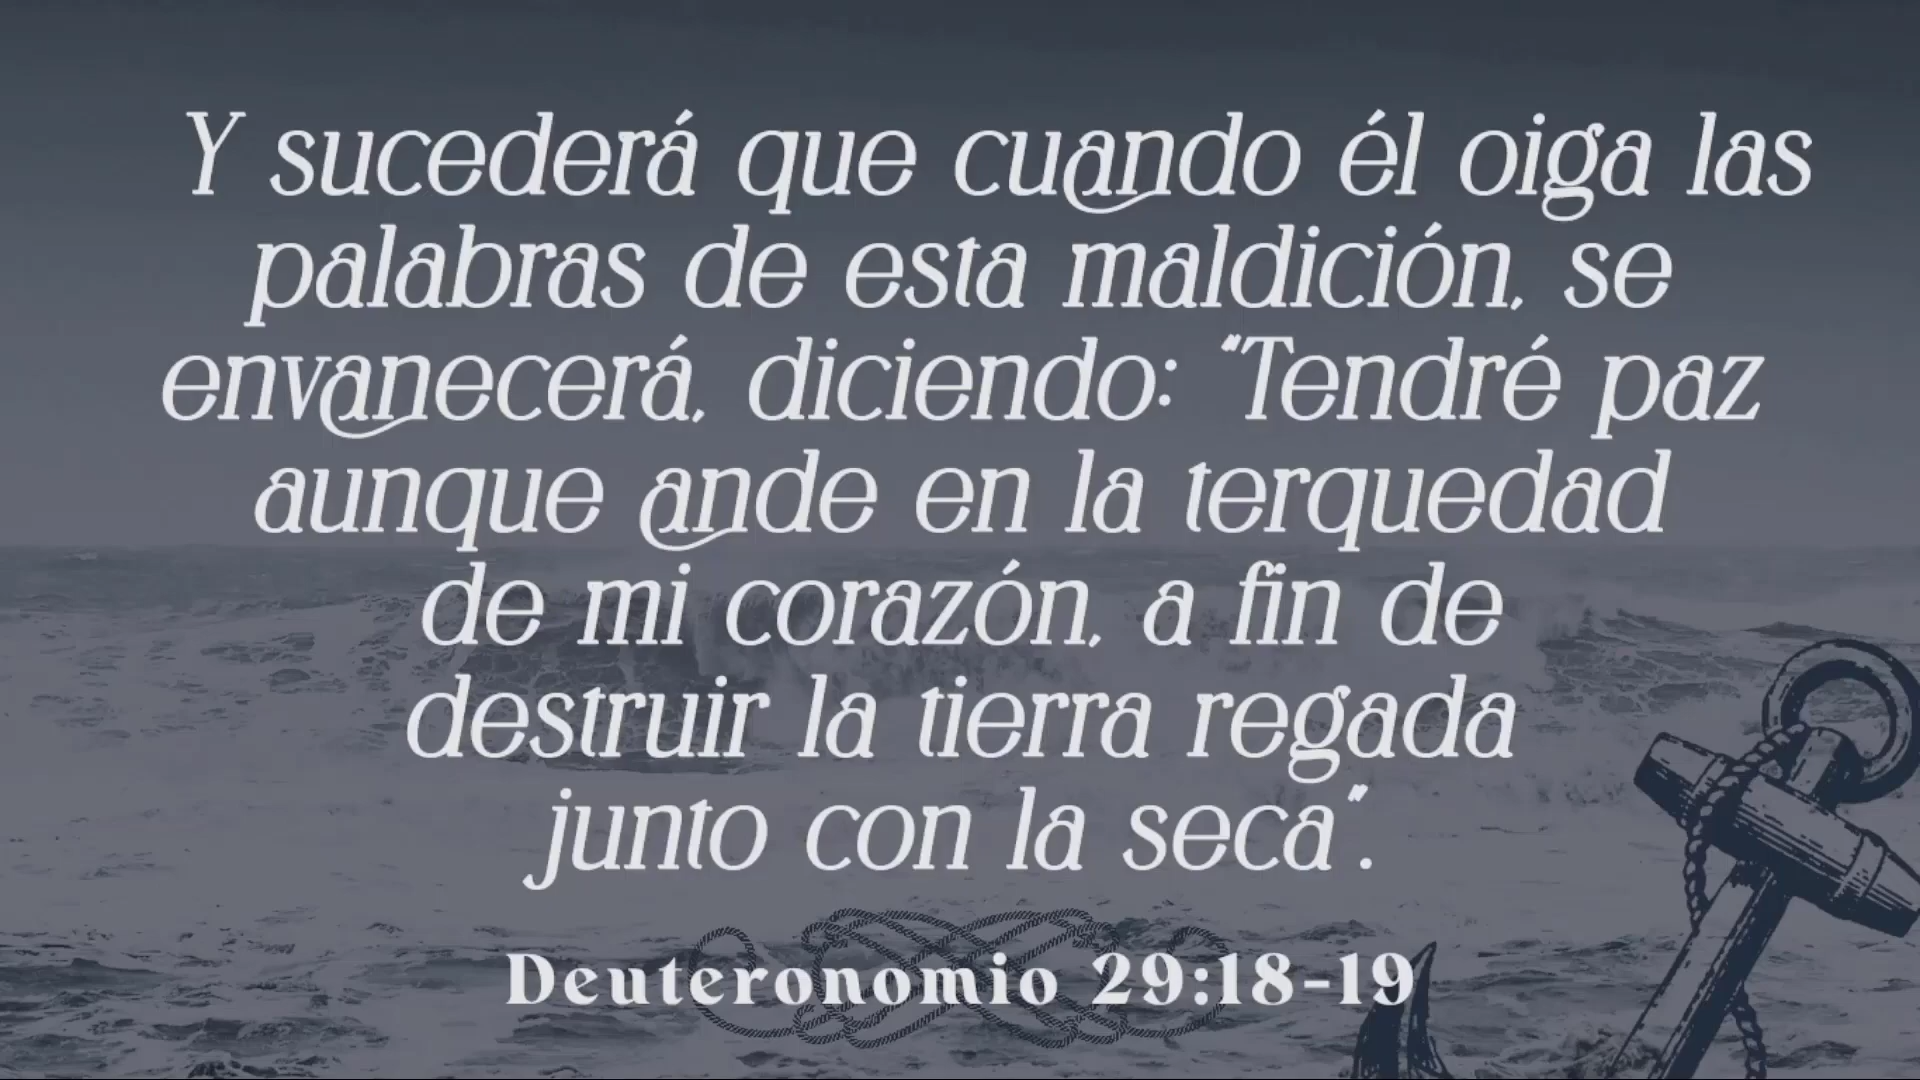 Y sucederá que cuando él oiga las
palabras de esta maldición, se
envanecerá, diciendo: "Tendré paz
aunque ande en la terquedad
de mi corazón, a fin de
destruir la tierra regada
junto con la seca".
Deuteronomio 29:18-19